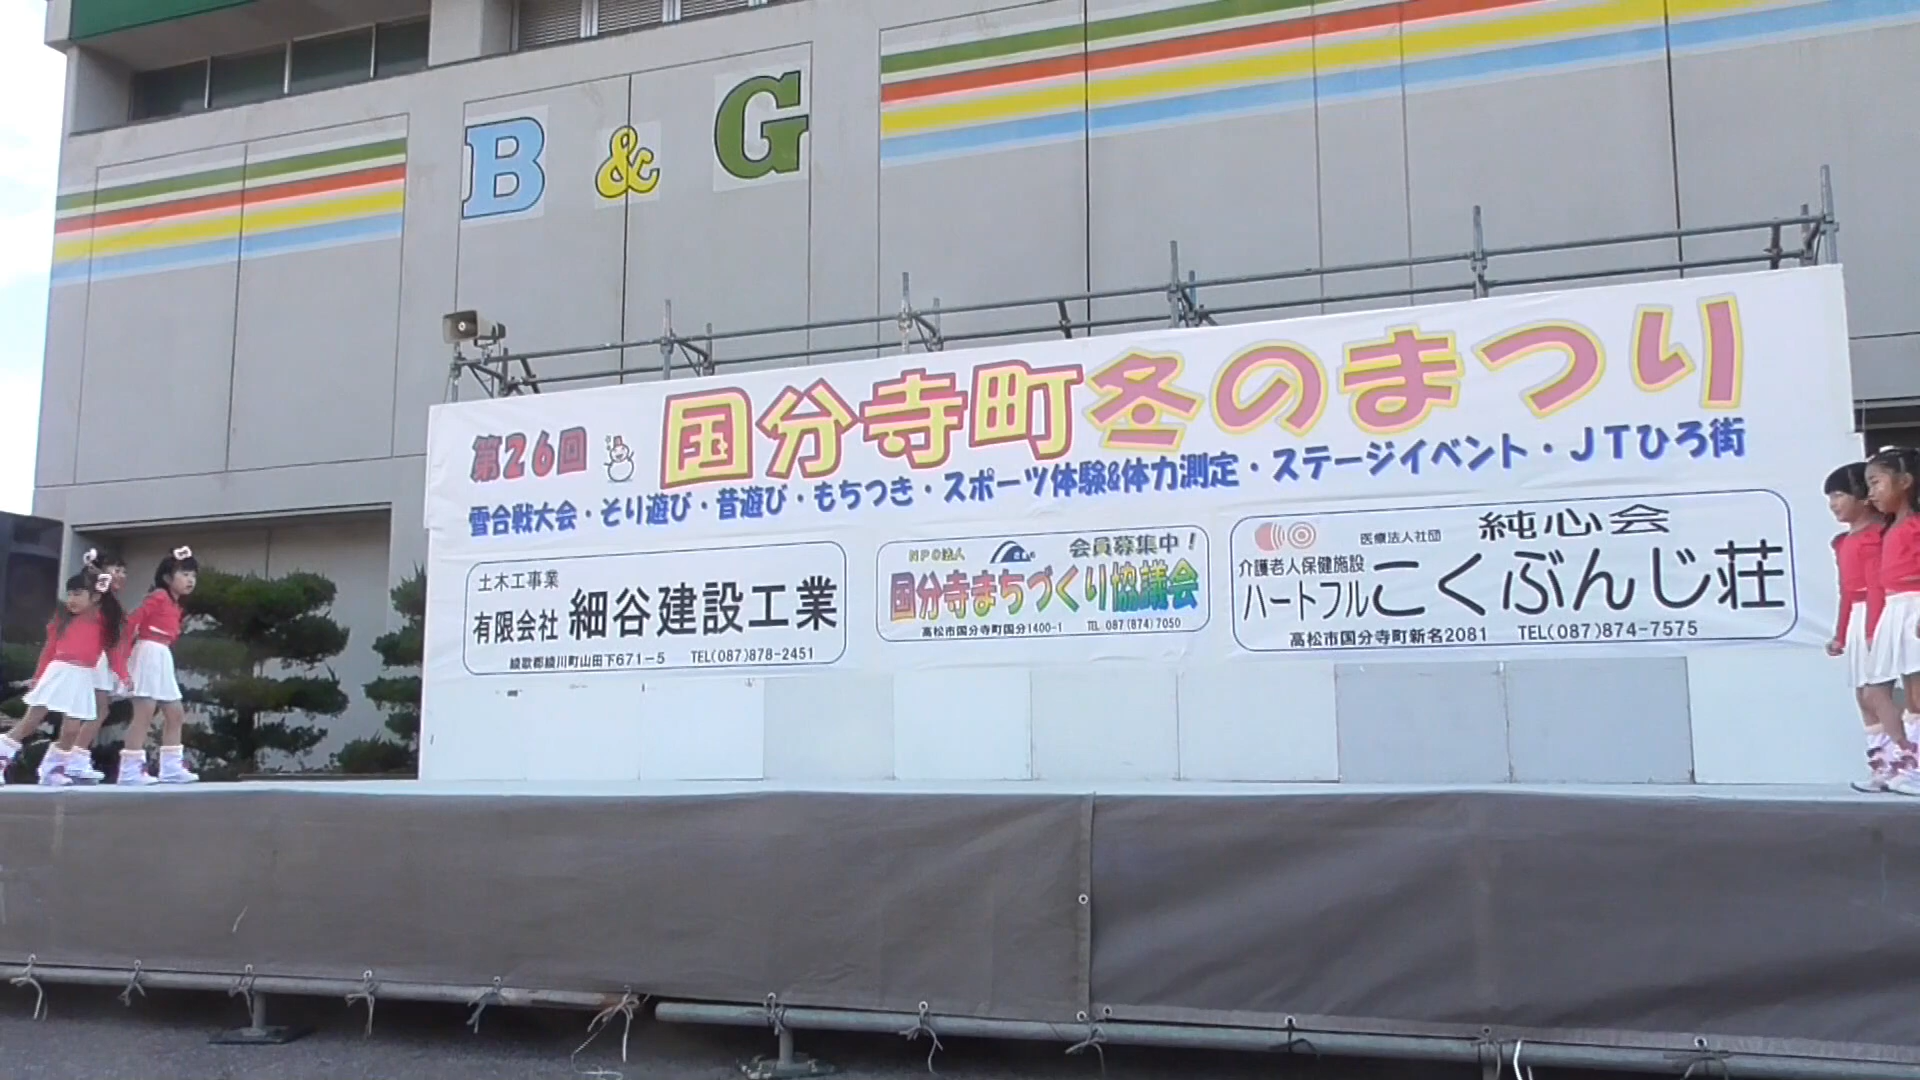 B & G
第26回 国分寺町冬のまつり
雪合戦大会・そり遊び・昔遊び・もちつき・スポーツ体験&体力測定・ステージイベント・JTひろ街
土木工事業
有限会社 細谷建設工業
綾歌郡綾川町山田下671-5 TEL(087)878-2451
NPO法人 会員募集中!
国分寺まちづくり協議会
高松市国分寺町国分1400-1 TEL 087(874)7050
医療法人社団 純心会
介護老人保健施設
ハートフルこくぶんじ荘
高松市国分寺町新名2081 TEL(087)874-7575